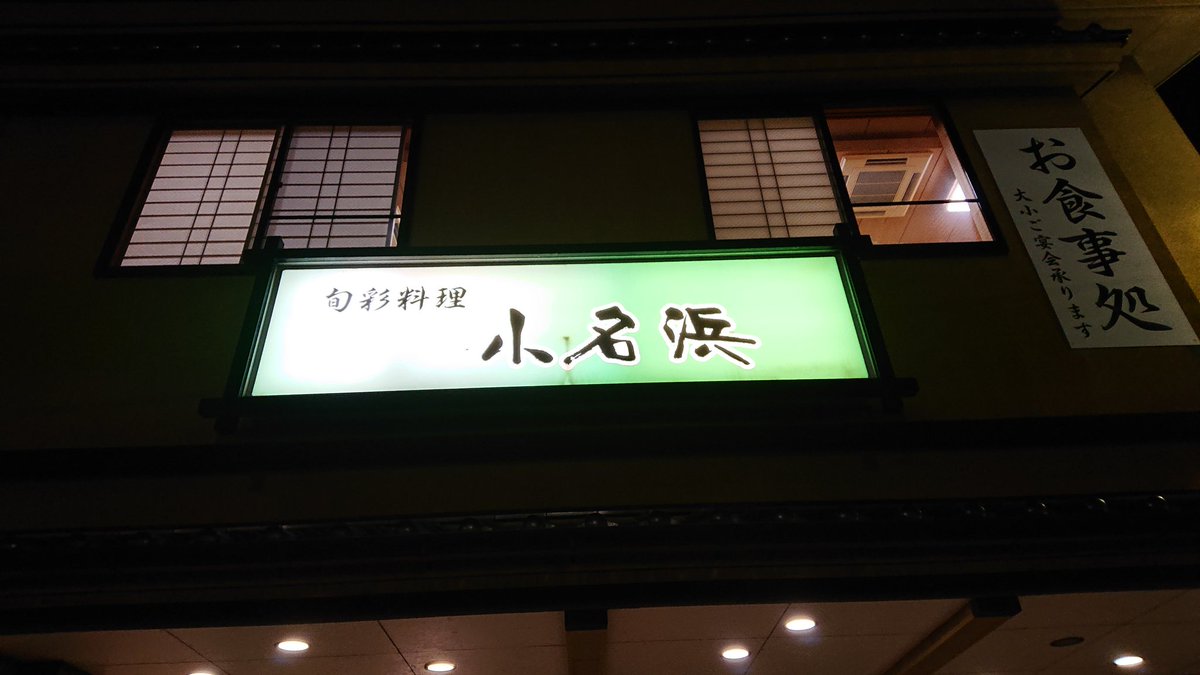 旬彩料理
小名浜
お食事処
大小ご宴会承ります